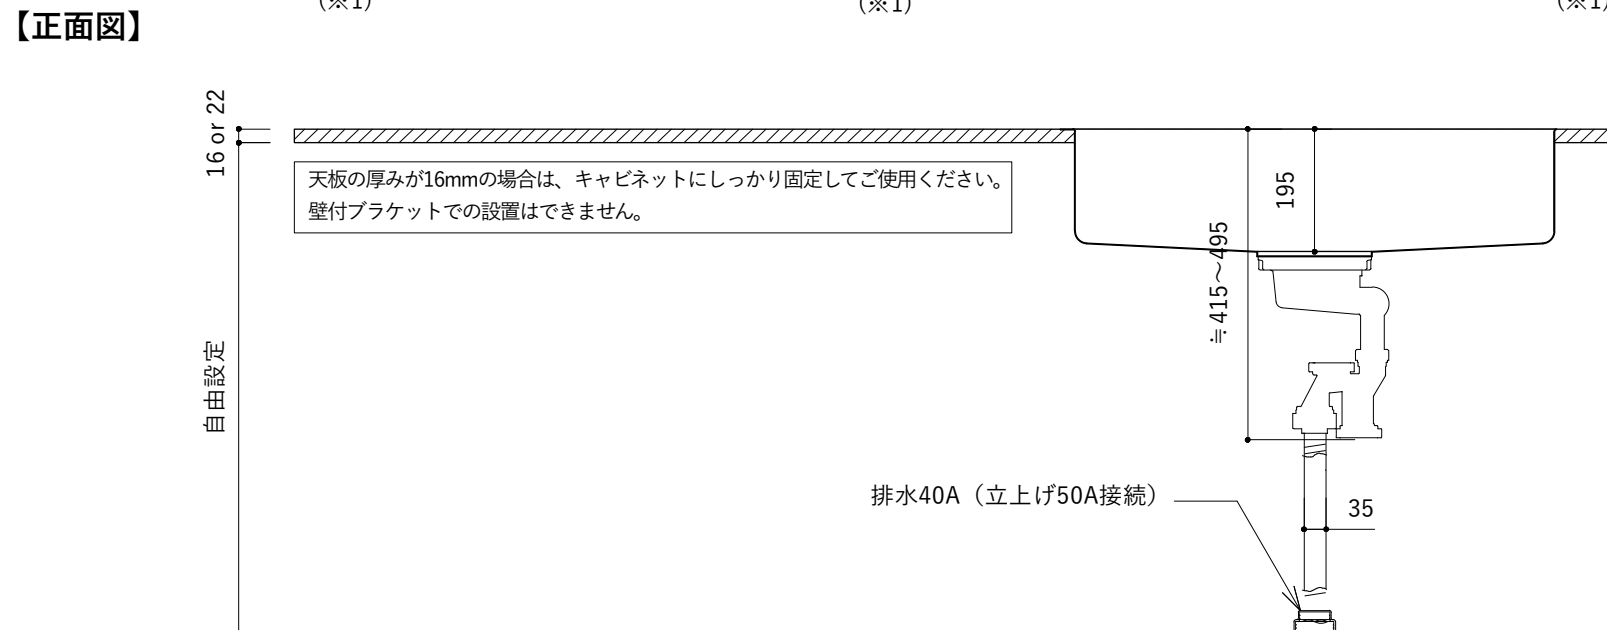 (※1)
(※1)
(※1)
【正面図】
16 or 22
天板の厚みが16mmの場合は、キャビネットにしっかり固定してご使用ください。
壁付ブラケットでの設置はできません。
195
≒415～495
自由設定
排水40A（立上げ50A接続）
35